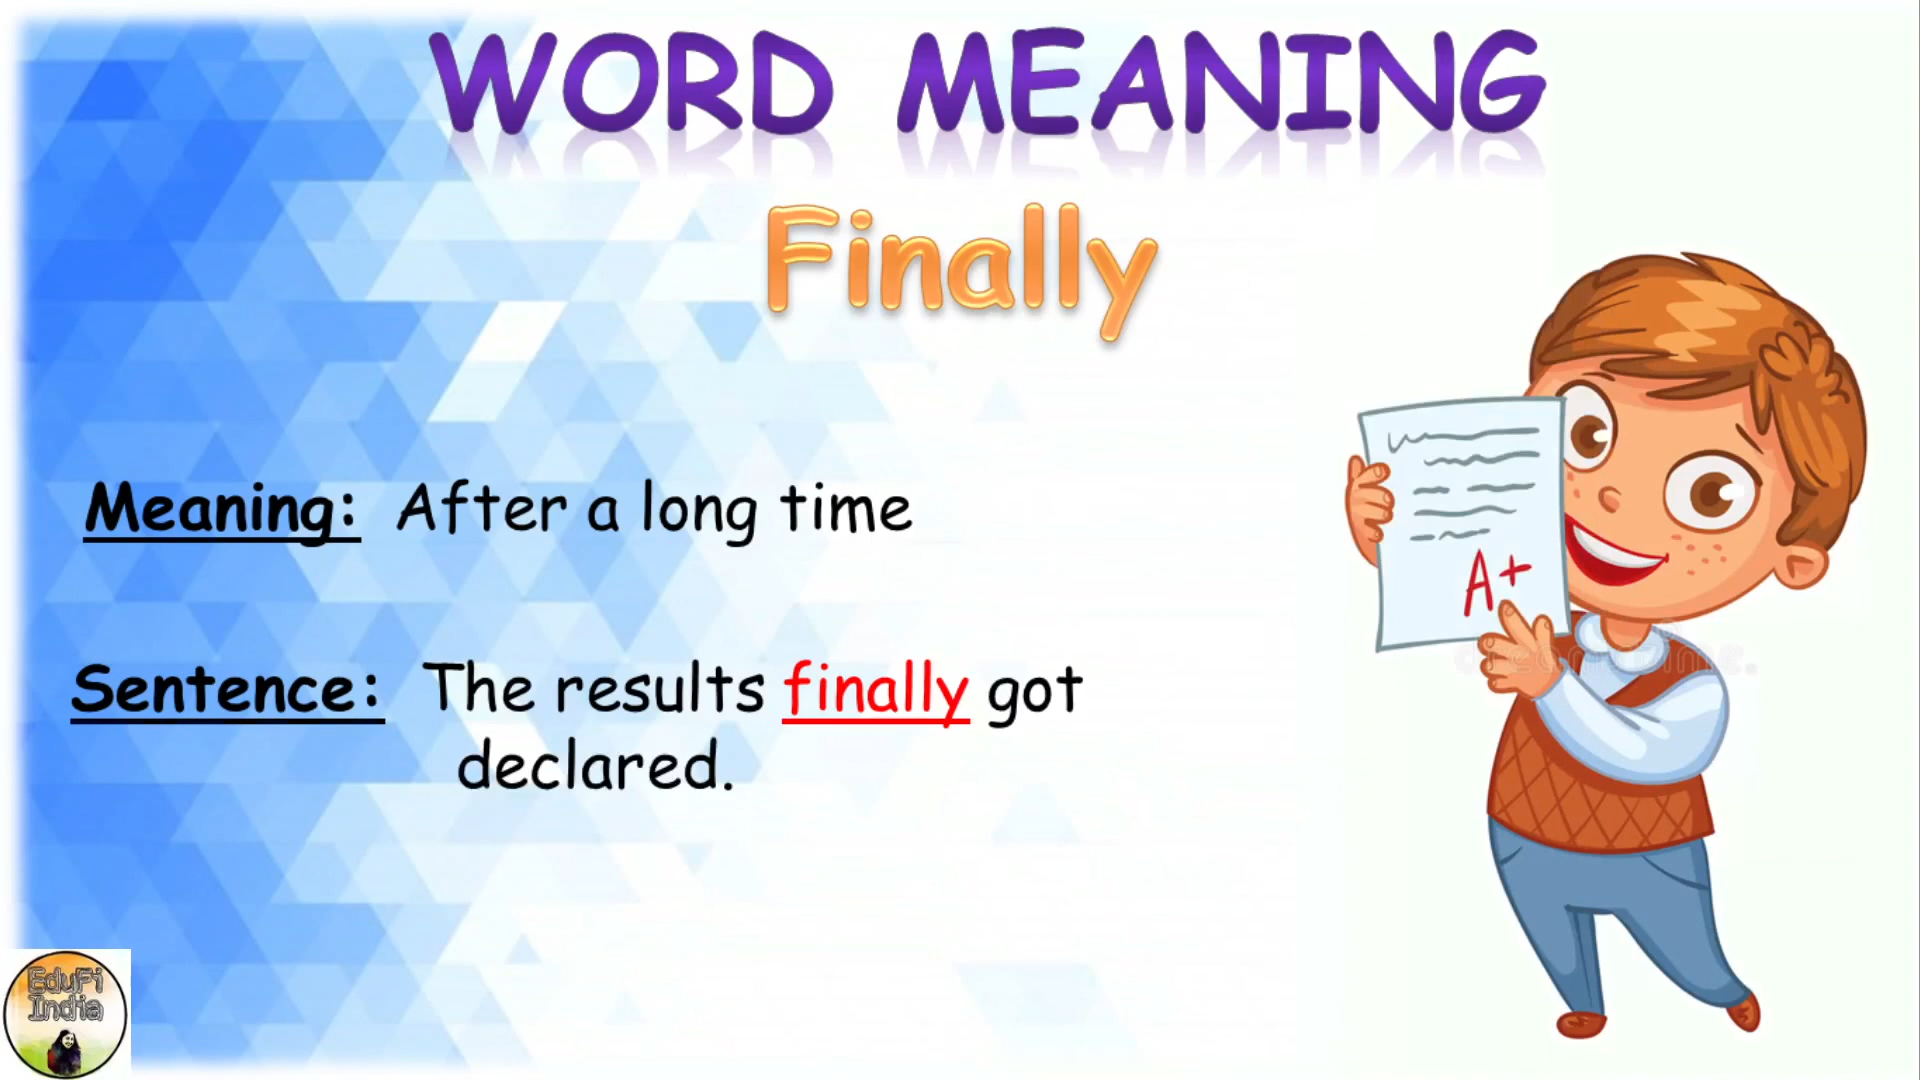 WORD MEANING
Finally
Meaning: After a long time
Sentence: The results finally got
declared.
A+
EduFi
India